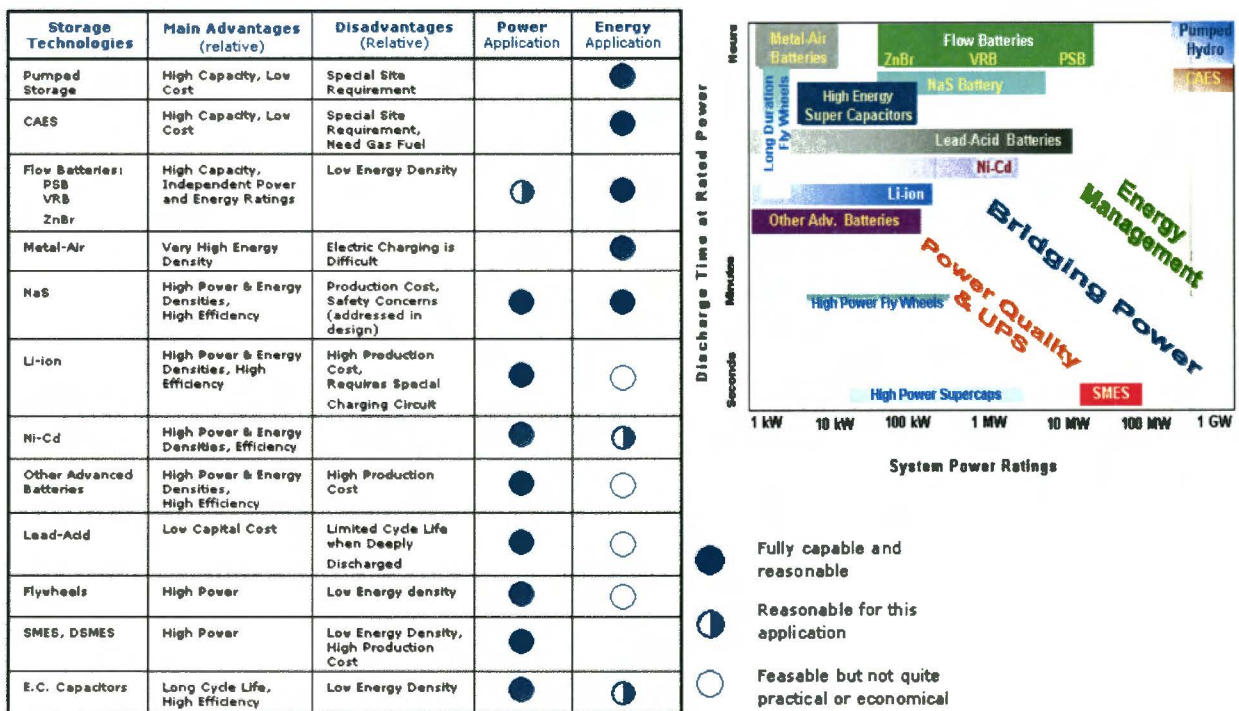 Storage Technologies
Main Advantages (relative)
Disadvantages (Relative)
Power Application
Energy Application
Pumped Storage
High Capacity, Low Cost
Special Site Requirement
CAES
High Capacity, Low Cost
Special Site Requirement, Need Gas Fuel
Flow Batteries:
PSB
VRB
ZnBr
High Capacity, Independent Power and Energy Ratings
Low Energy Density
Metal-Air
Very High Energy Density
Electric Charging is Difficult
NaS
High Power & Energy Densities, High Efficiency
Production Cost, Safety Concerns (addressed in design)
Li-ion
High Power & Energy Densities, High Efficiency
High Production Cost, Requires Special Charging Circuit
Ni-Cd
High Power & Energy Densities, Efficiency
Other Advanced Batteries
High Power & Energy Densities, High Efficiency
High Production Cost
Lead-Acid
Low Capital Cost
Limited Cycle Life when Deeply Discharged
Flywheels
High Power
Low Energy density
SMES, DSMES
High Power
Low Energy Density, High Production Cost
E.C. Capacitors
Long Cycle Life, High Efficiency
Low Energy Density
Discharge Time at Rated Power
Hours
Minutes
Seconds
Metal-Air Batteries
Flow Batteries
ZnBr VRB PSB
Pumped Hydro
NaS Battery
CAES
Long Duration Fly Wheels
High Energy Super Capacitors
Lead-Acid Batteries
Ni-Cd
Li-ion
Other Adv. Batteries
Energy Management
Bridging Power
Power Quality & UPS
High Power Fly Wheels
High Power Supercaps
SMES
1 kW 10 kW 100 kW 1 MW 10 MW 100 MW 1 GW
System Power Ratings
Fully capable and
reasonable
Reasonable for this
application
Feasable but not quite
practical or economical